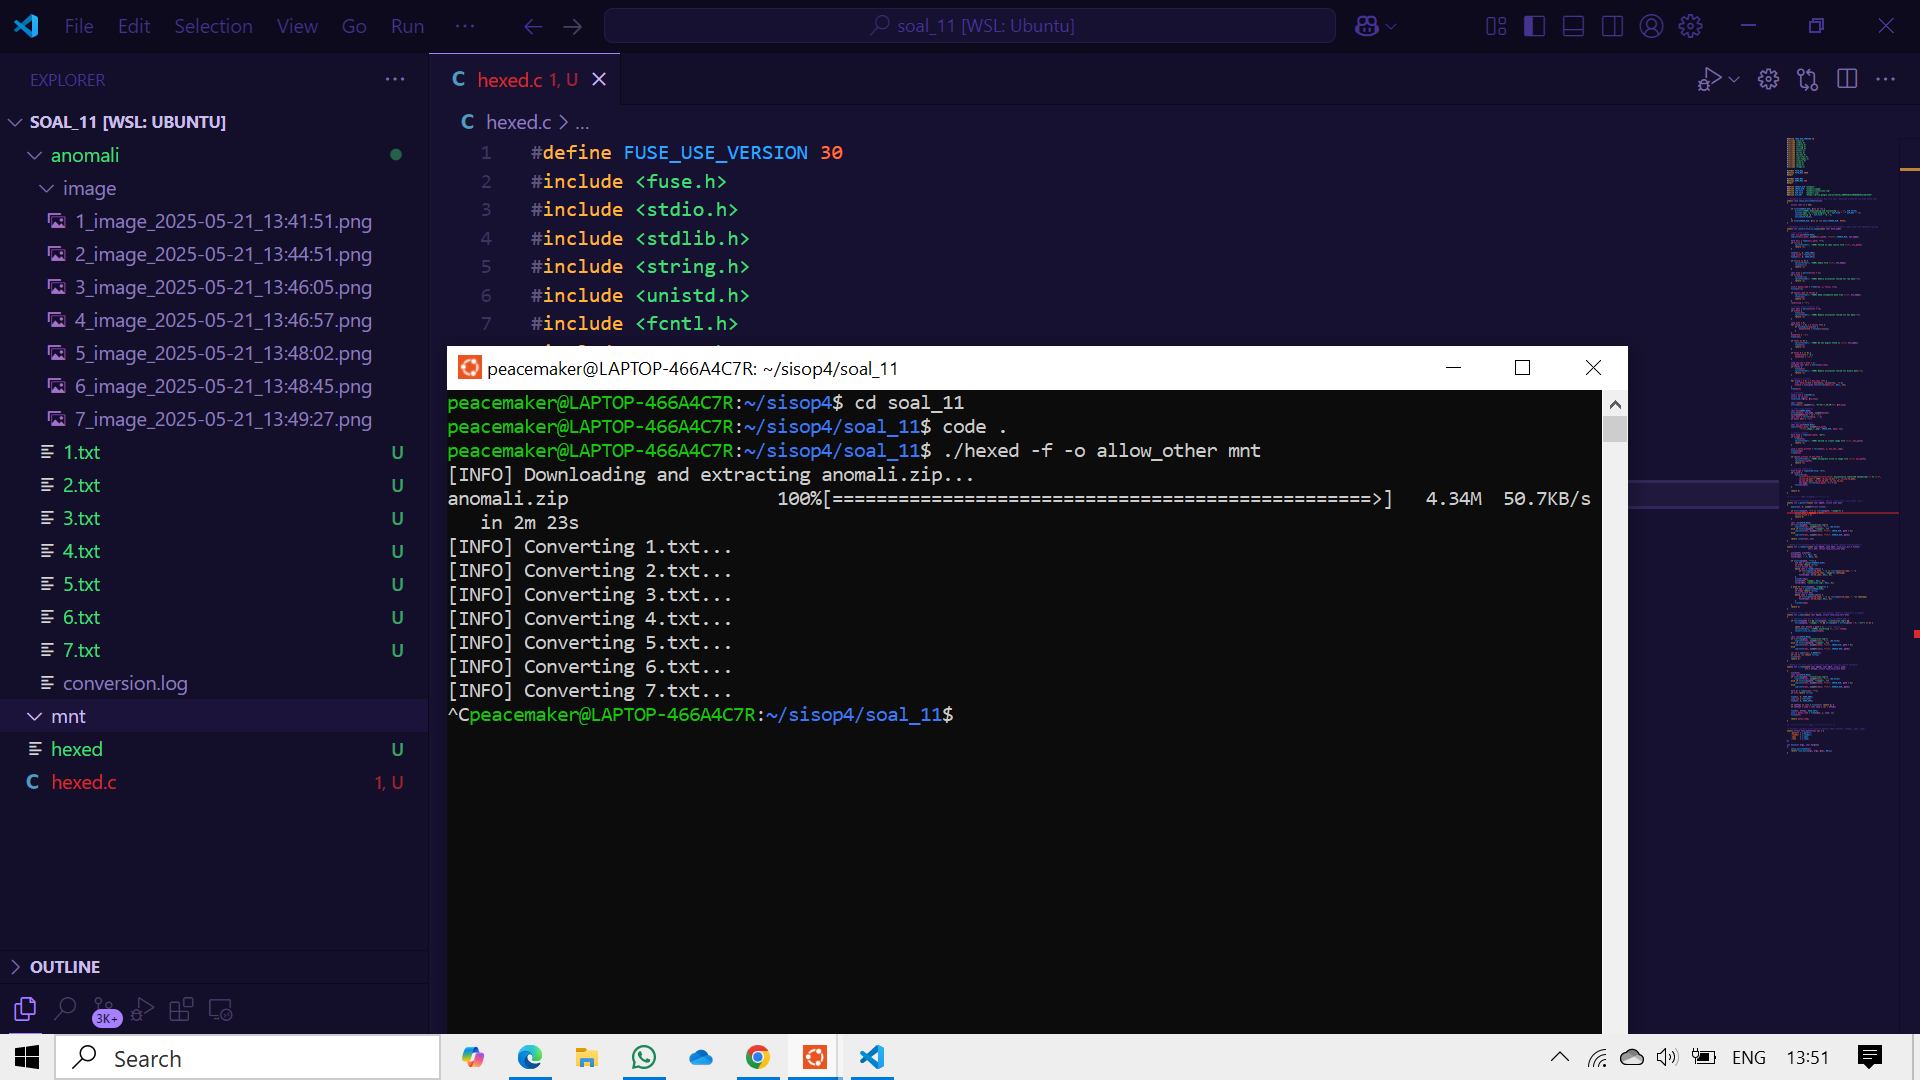 File Edit Selection View Go Run ···
soal_11 [WSL: Ubuntu]
EXPLORER
SOAL_11 [WSL: UBUNTU]
anomali
image
1_image_2025-05-21_13:41:51.png
2_image_2025-05-21_13:44:51.png
3_image_2025-05-21_13:46:05.png
4_image_2025-05-21_13:46:57.png
5_image_2025-05-21_13:48:02.png
6_image_2025-05-21_13:48:45.png
7_image_2025-05-21_13:49:27.png
1.txt U
2.txt U
3.txt U
4.txt U
5.txt U
6.txt U
7.txt U
conversion.log
mnt
hexed U
C hexed.c 1, U
OUTLINE
3K+
C hexed.c 1, U
C hexed.c > ...
1 #define FUSE_USE_VERSION 30
2 #include <fuse.h>
3 #include <stdio.h>
4 #include <stdlib.h>
5 #include <string.h>
6 #include <unistd.h>
7 #include <fcntl.h>
peacemaker@LAPTOP-466A4C7R: ~/sisop4/soal_11
peacemaker@LAPTOP-466A4C7R:~/sisop4$ cd soal_11
peacemaker@LAPTOP-466A4C7R:~/sisop4/soal_11$ code .
peacemaker@LAPTOP-466A4C7R:~/sisop4/soal_11$ ./hexed -f -o allow_other mnt
[INFO] Downloading and extracting anomali.zip...
anomali.zip 100%[=================================================>] 4.34M 50.7KB/s
in 2m 23s
[INFO] Converting 1.txt...
[INFO] Converting 2.txt...
[INFO] Converting 3.txt...
[INFO] Converting 4.txt...
[INFO] Converting 5.txt...
[INFO] Converting 6.txt...
[INFO] Converting 7.txt...
^Cpeacemaker@LAPTOP-466A4C7R:~/sisop4/soal_11$
Search
ENG 13:51